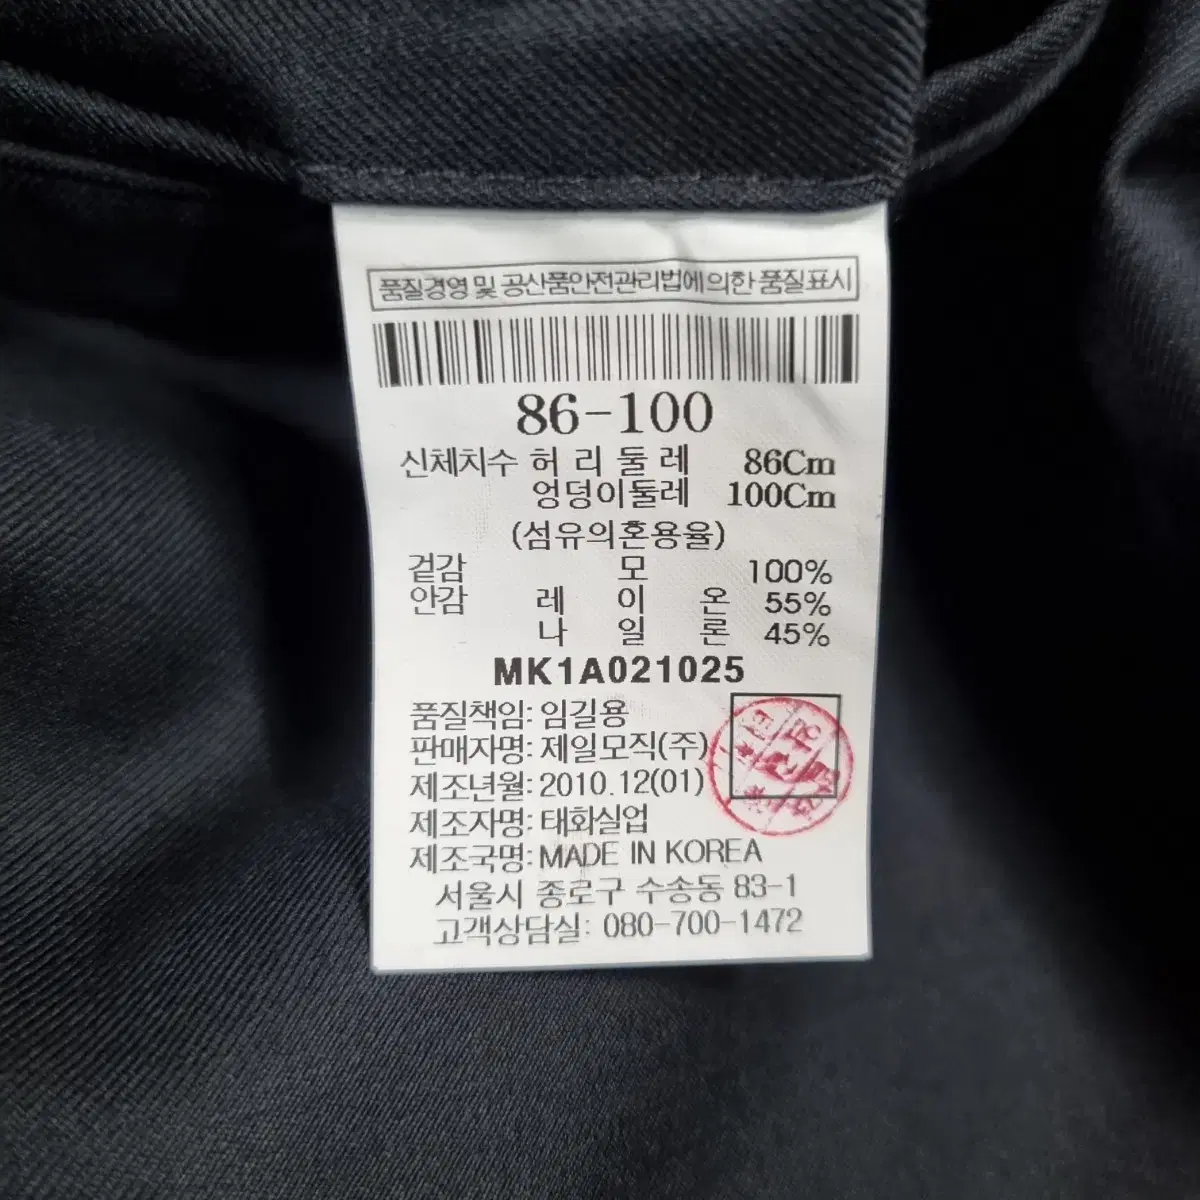 품질경영 및 공산품안전관리법에의한 품질표시
86-100
신체치수 허 리 둘 레 86Cm
엉덩이둘레 100Cm
(섬유의혼용율)
겉감 모 100%
안감 레 이 온 55%
나 일 론 45%
MK1A021025
품질책임: 임길용
판매자명: 제일모직(주)
제조년월: 2010.12(01)
제조자명: 태화실업
제조국명: MADE IN KOREA
서울시 종로구 수송동 83-1
고객상담실: 080-700-1472